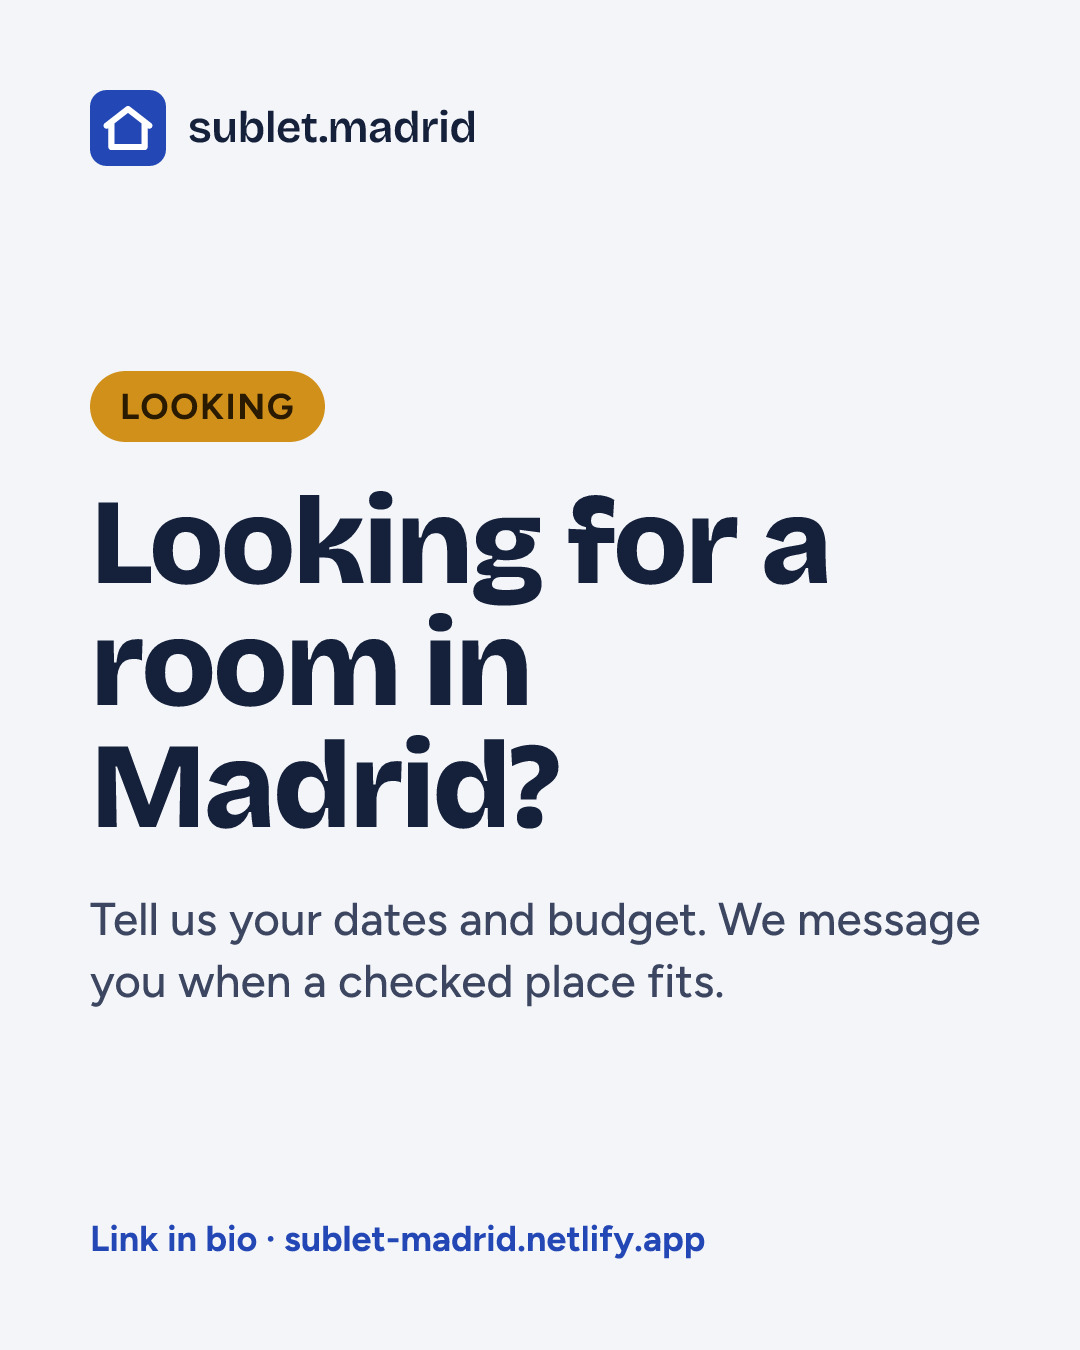 sublet.madrid
LOOKING
Looking for a
room in
Madrid?
Tell us your dates and budget. We message
you when a checked place fits.
Link in bio · sublet-madrid.netlify.app